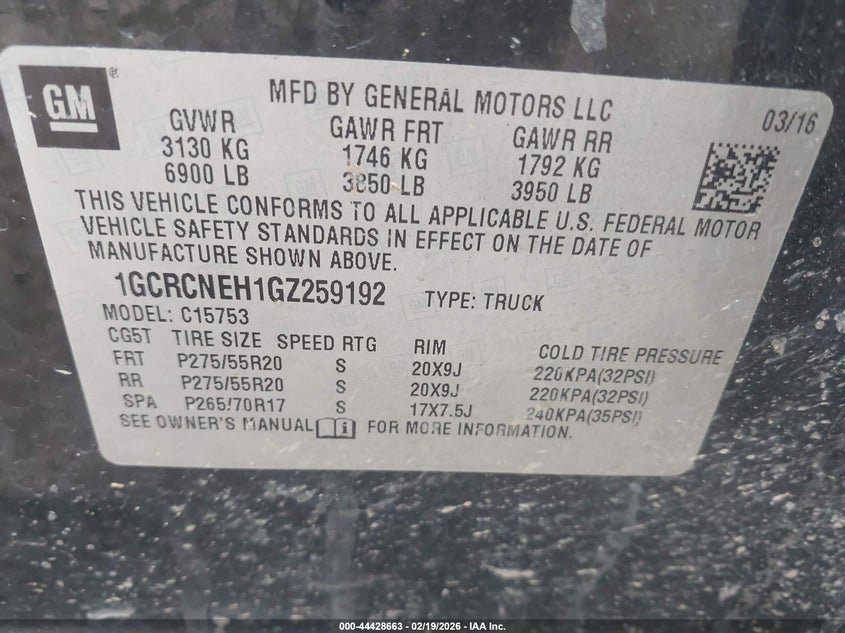 GM®
MFD BY GENERAL MOTORS LLC
03/16
GVWR GAWR FRT GAWR RR
3130 KG 1746 KG 1792 KG
6900 LB 3850 LB 3950 LB
THIS VEHICLE CONFORMS TO ALL APPLICABLE U.S. FEDERAL MOTOR
VEHICLE SAFETY STANDARDS IN EFFECT ON THE DATE OF
MANUFACTURE SHOWN ABOVE.
1GCRCNEH1GZ259192 TYPE: TRUCK
MODEL: C15753
CG5T TIRE SIZE SPEED RTG RIM COLD TIRE PRESSURE
FRT P275/55R20 S 20X9J 220KPA(32PSI)
RR P275/55R20 S 20X9J 220KPA(32PSI)
SPA P265/70R17 S 17X7.5J 240KPA(35PSI)
SEE OWNER'S MANUAL i FOR MORE INFORMATION.
000-44428663 — 02/19/2026 — IAA Inc.